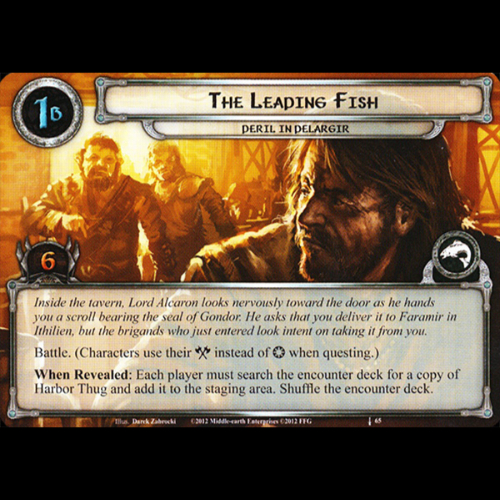 1B
The Leaping Fish
Peril in Pelargir
6
Inside the tavern, Lord Alcaron looks nervously toward the door as he hands
you a scroll bearing the seal of Gondor. He asks that you deliver it to Faramir in
Ithilien, but the brigands who just entered look intent on taking it from you.
Battle. (Characters use their instead of when questing.)
When Revealed: Each player must search the encounter deck for a copy of
Harbor Thug and add it to the staging area. Shuffle the encounter deck.
Illus. Darek Zabrocki ©2012 Middle-earth Enterprises ©2012 FFG 65